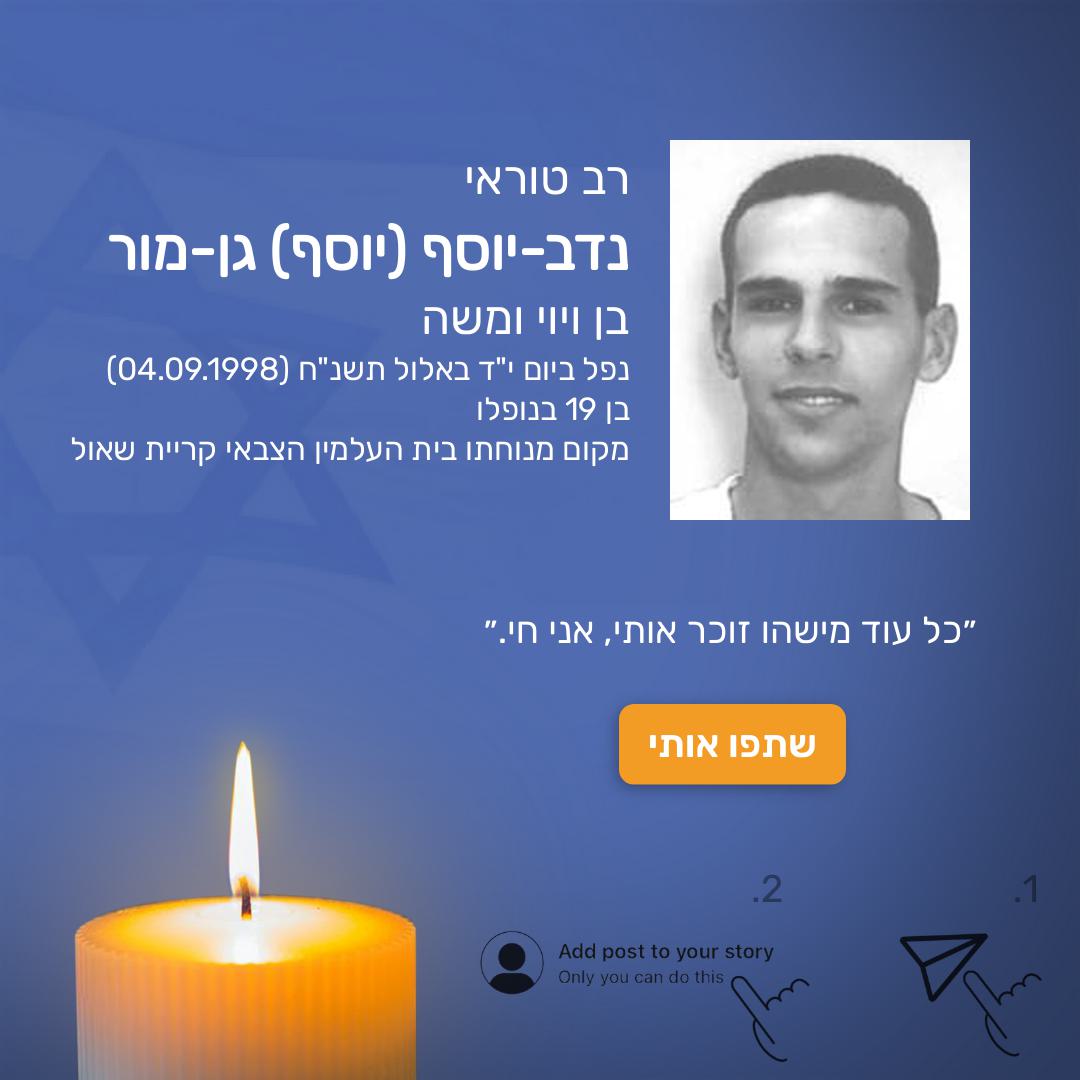 רב טוראי
נדב-יוסף (יוסף) גן-מור
בן ויוי ומשה
נפל ביום י"ד באלול תשנ"ח (04.09.1998)
בן 19 בנופלו
מקום מנוחתו בית העלמין הצבאי קריית שאול
״כל עוד מישהו זוכר אותי, אני חי.״
שתפו אותי
.1
.2
Add post to your story
Only you can do this